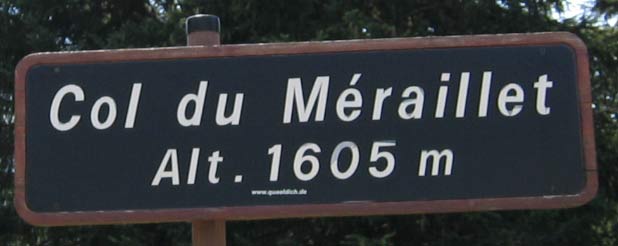 Col du Méraillet
Alt. 1605 m
www.quaeldich.de